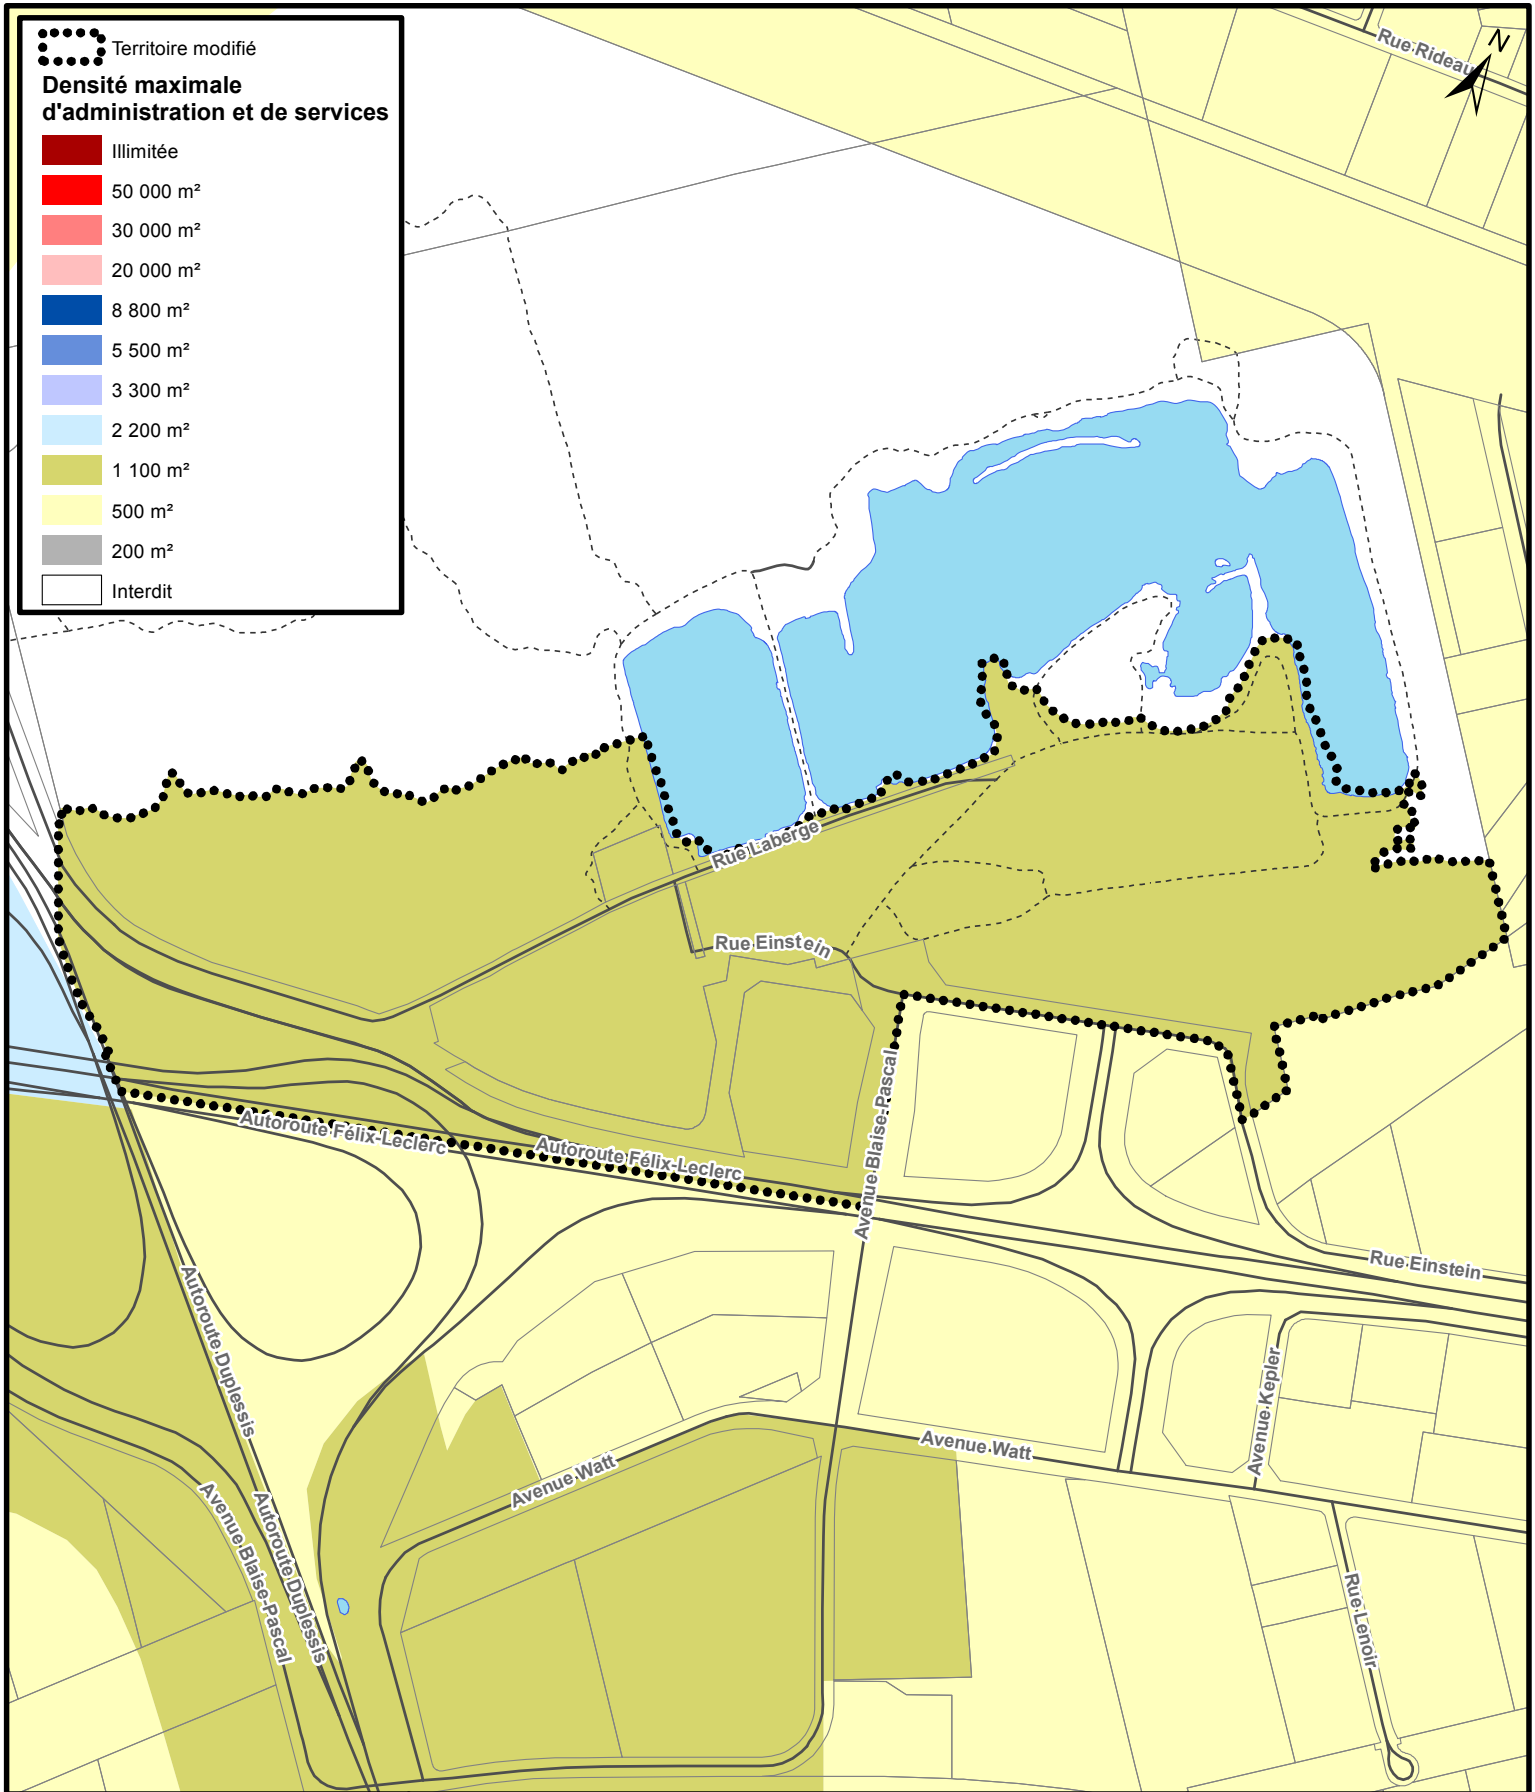 Territoire modifié
Densité maximale
d'administration et de services
Illimitée
50 000 m²
30 000 m²
20 000 m²
8 800 m²
5 500 m²
3 300 m²
2 200 m²
1 100 m²
500 m²
200 m²
Interdit
Rue Rideau
N
Rue Laberge
Rue Einstein
Avenue Blaise-Pascal
Autoroute Félix-Leclerc
Autoroute Félix-Leclerc
Rue Einstein
Autoroute Duplessis
Avenue Kepler
Avenue Watt
Avenue Watt
Avenue Blaise-Pascal
Autoroute Duplessis
Rue Lenoir